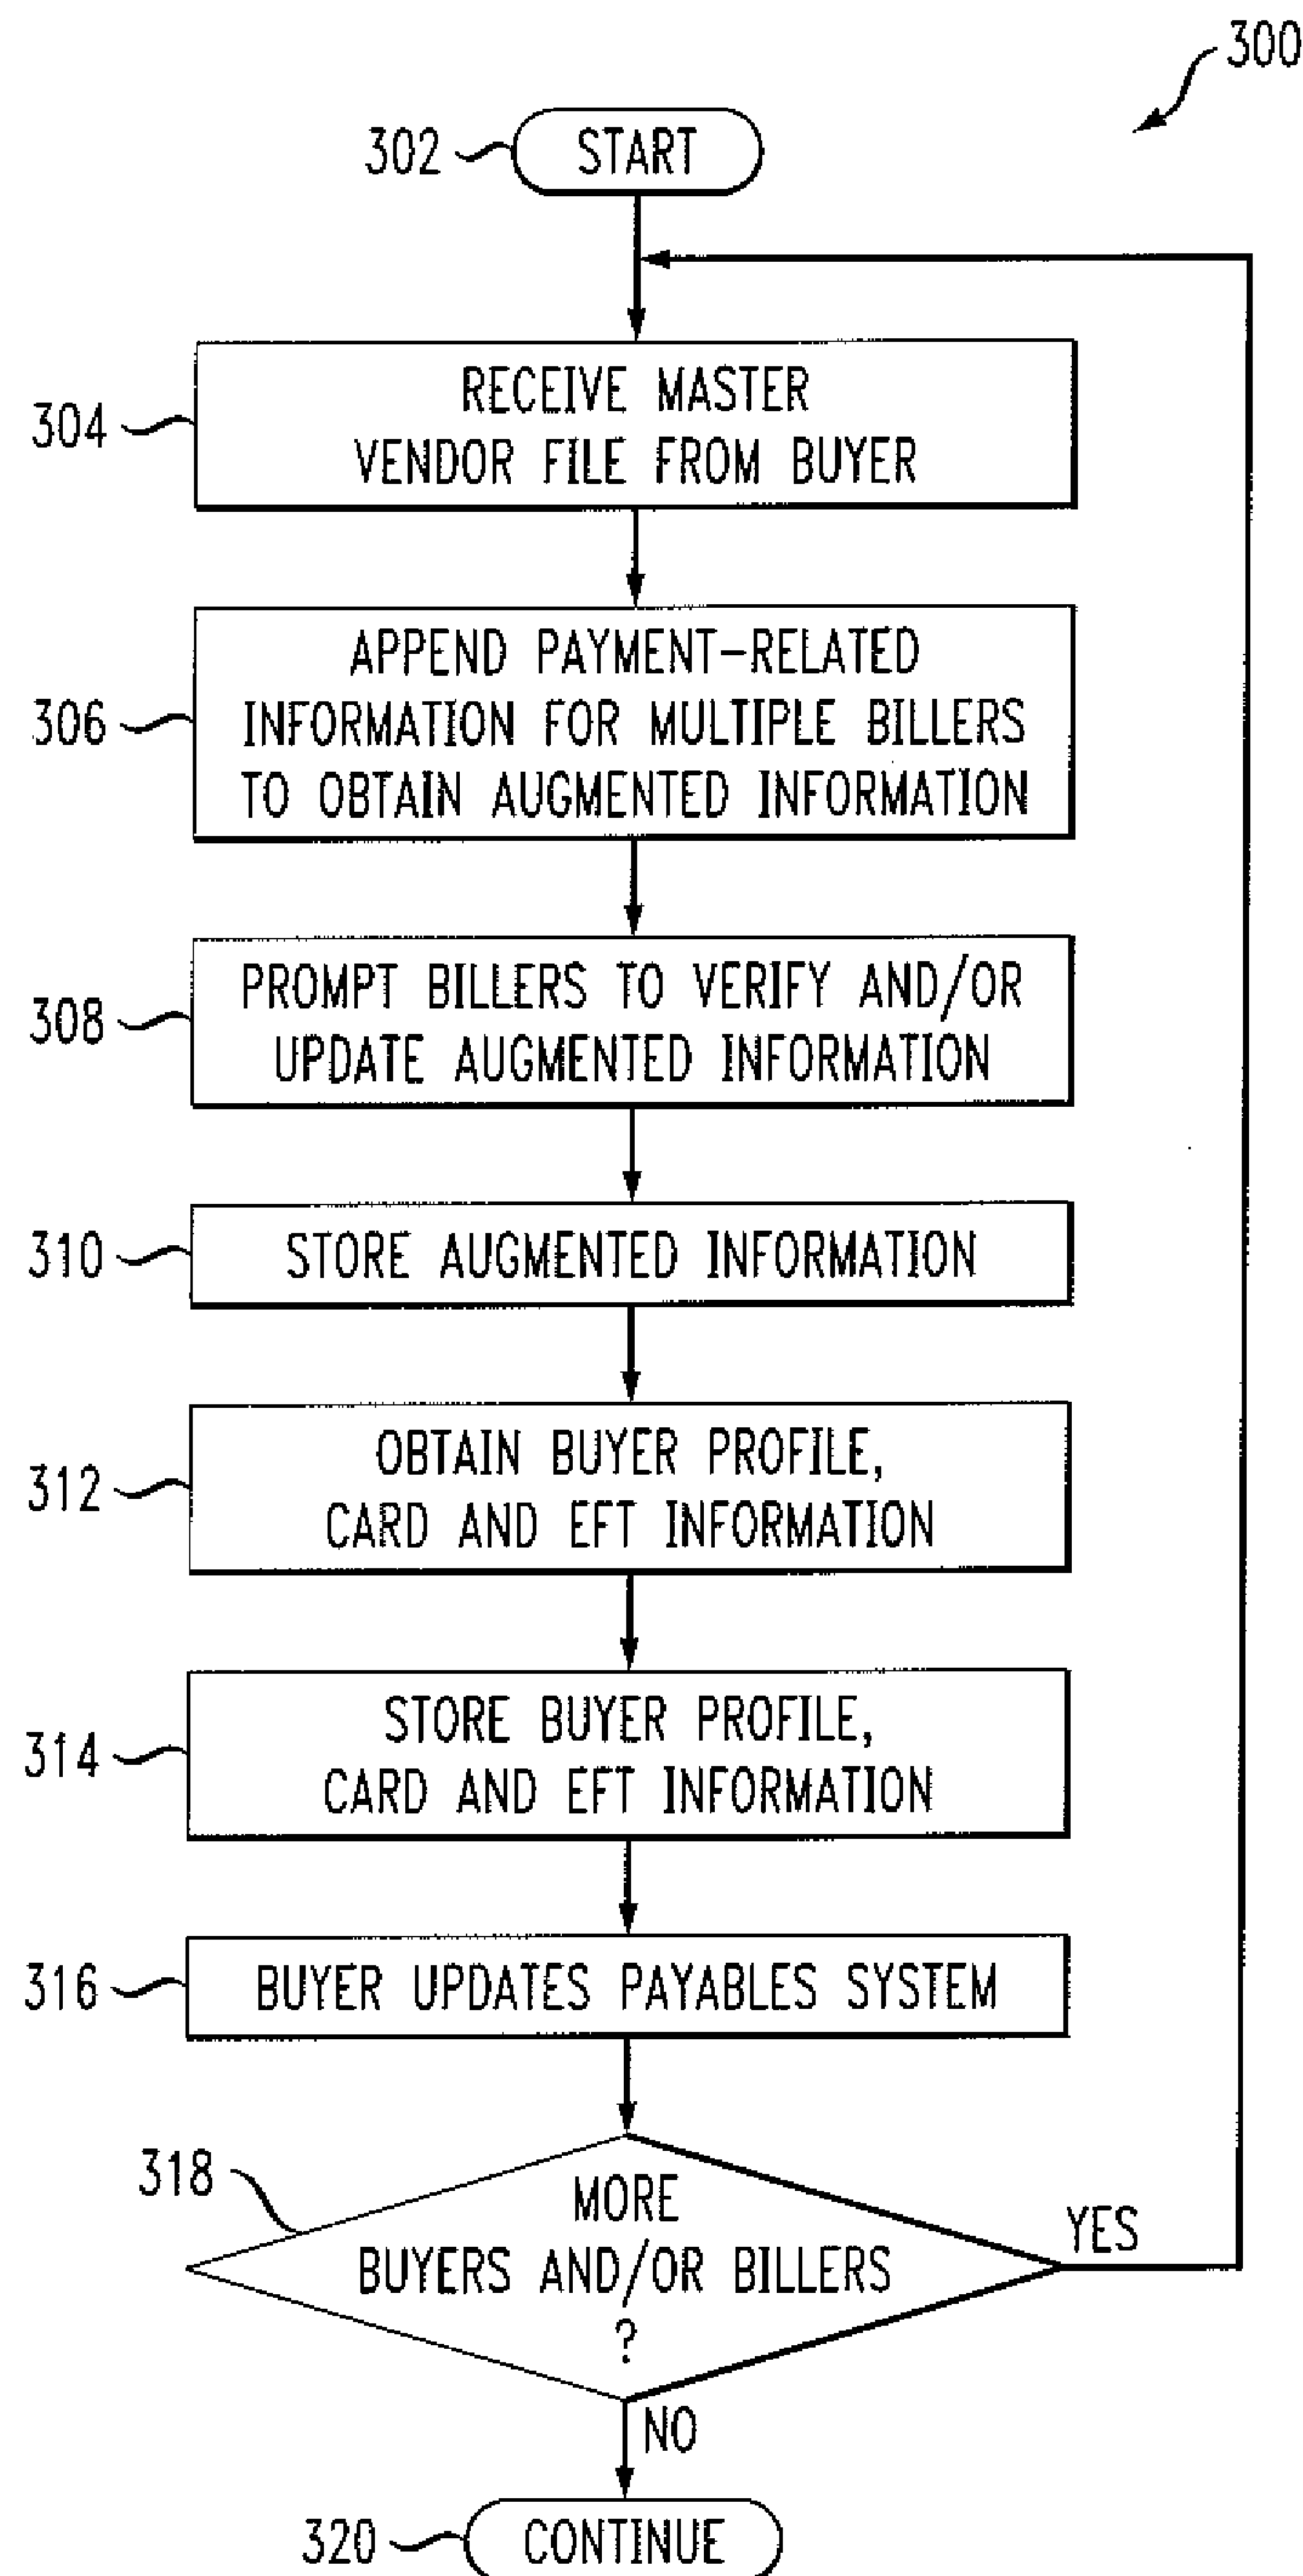 300
302
START
304
RECEIVE MASTER
VENDOR FILE FROM BUYER
306
APPEND PAYMENT-RELATED
INFORMATION FOR MULTIPLE BILLERS
TO OBTAIN AUGMENTED INFORMATION
308
PROMPT BILLERS TO VERIFY AND/OR
UPDATE AUGMENTED INFORMATION
310
STORE AUGMENTED INFORMATION
312
OBTAIN BUYER PROFILE,
CARD AND EFT INFORMATION
314
STORE BUYER PROFILE,
CARD AND EFT INFORMATION
316
BUYER UPDATES PAYABLES SYSTEM
318
MORE
BUYERS AND/OR BILLERS
?
YES
NO
320
CONTINUE